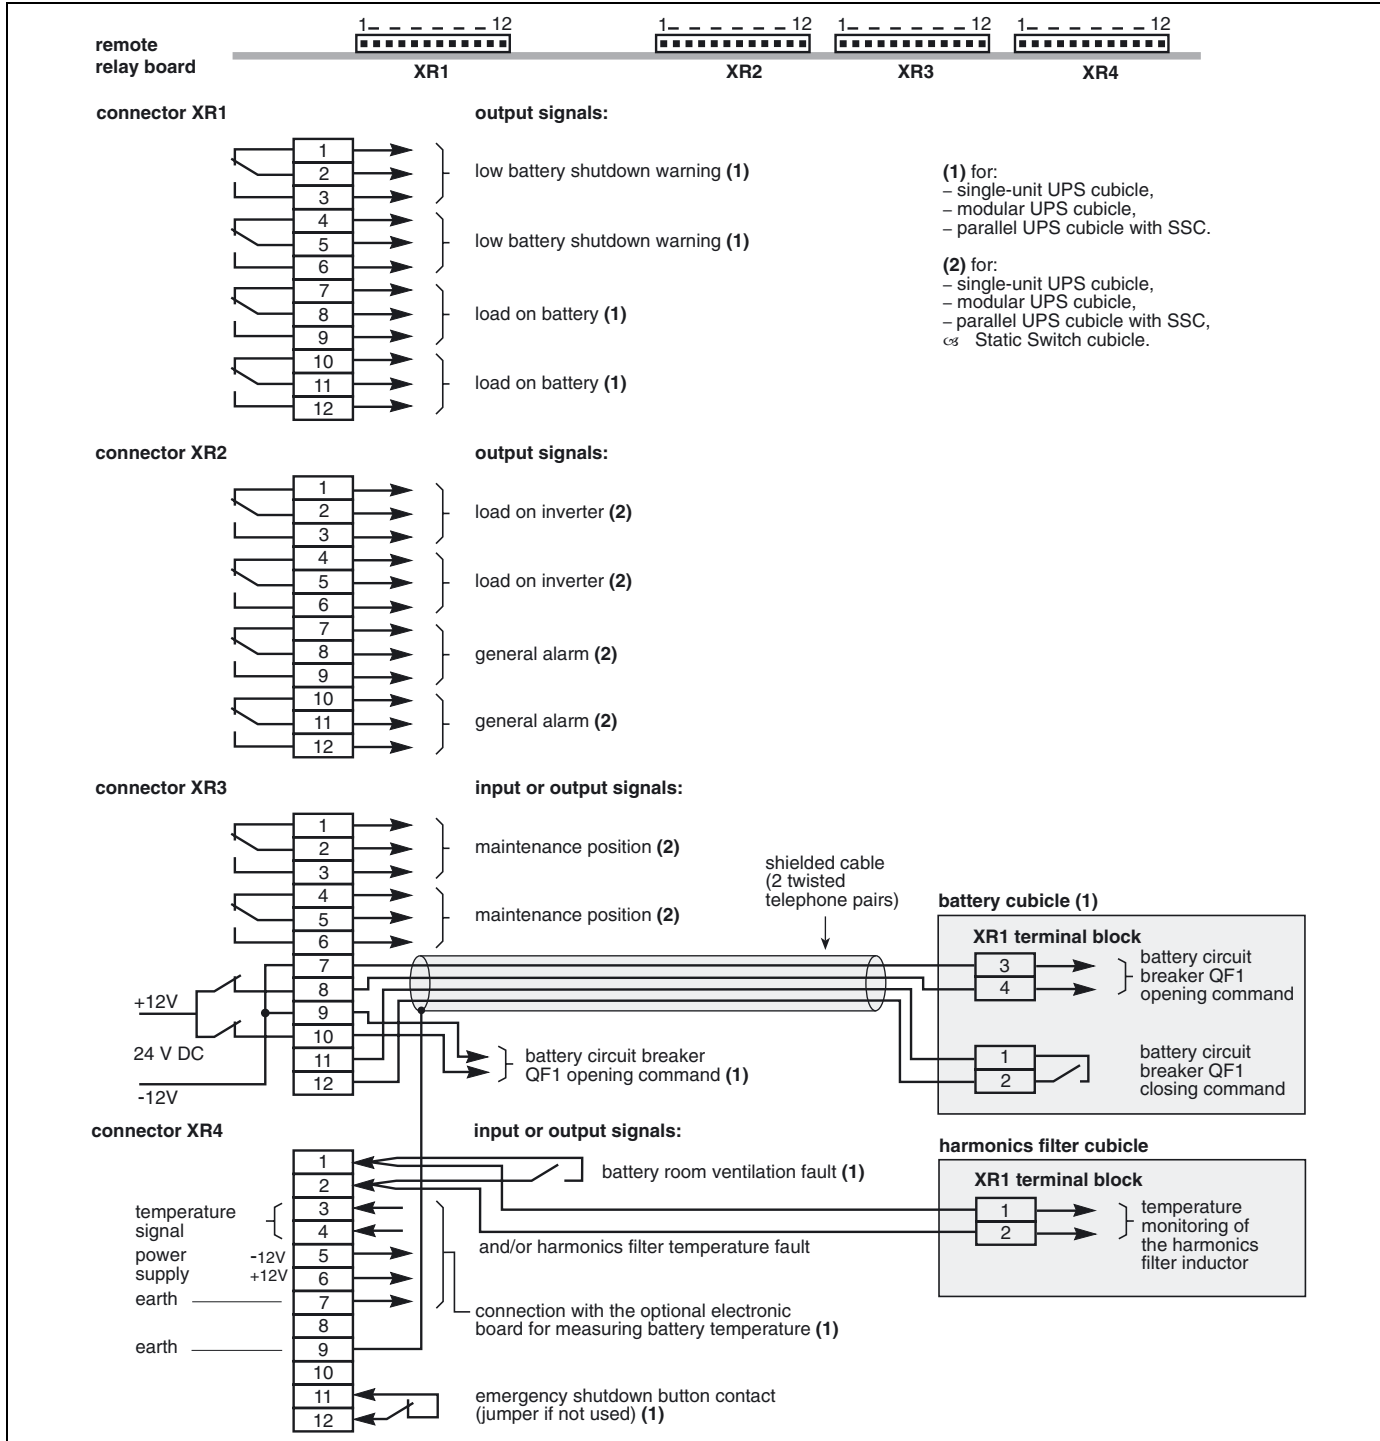 1 – – – – – – 12
1 – – – – – – 12
1 – – – – – – 12
1 – – – – – – 12
remote
relay board
XR1
XR2
XR3
XR4
connector XR1
output signals:
1
2
3
low battery shutdown warning (1)
4
5
6
low battery shutdown warning (1)
7
8
9
load on battery (1)
10
11
12
load on battery (1)
(1) for:
– single-unit UPS cubicle,
– modular UPS cubicle,
– parallel UPS cubicle with SSC.
(2) for:
– single-unit UPS cubicle,
– modular UPS cubicle,
– parallel UPS cubicle with SSC,
Static Switch cubicle.
connector XR2
output signals:
1
2
3
load on inverter (2)
4
5
6
load on inverter (2)
7
8
9
general alarm (2)
10
11
12
general alarm (2)
connector XR3
input or output signals:
1
2
3
maintenance position (2)
4
5
6
maintenance position (2)
7
8
9
10
11
12
+12V
24 V DC
-12V
battery circuit breaker
QF1 opening command (1)
shielded cable
(2 twisted
telephone pairs)
battery cubicle (1)
XR1 terminal block
3
4
battery circuit
breaker QF1
opening command
1
2
battery circuit
breaker QF1
closing command
connector XR4
input or output signals:
1
2
3
4
5
6
7
8
9
10
11
12
temperature
signal
power
supply
-12V
+12V
earth
earth
battery room ventilation fault (1)
and/or harmonics filter temperature fault
connection with the optional electronic
board for measuring battery temperature (1)
emergency shutdown button contact
(jumper if not used) (1)
harmonics filter cubicle
XR1 terminal block
1
2
temperature
monitoring of
the harmonics
filter inductor